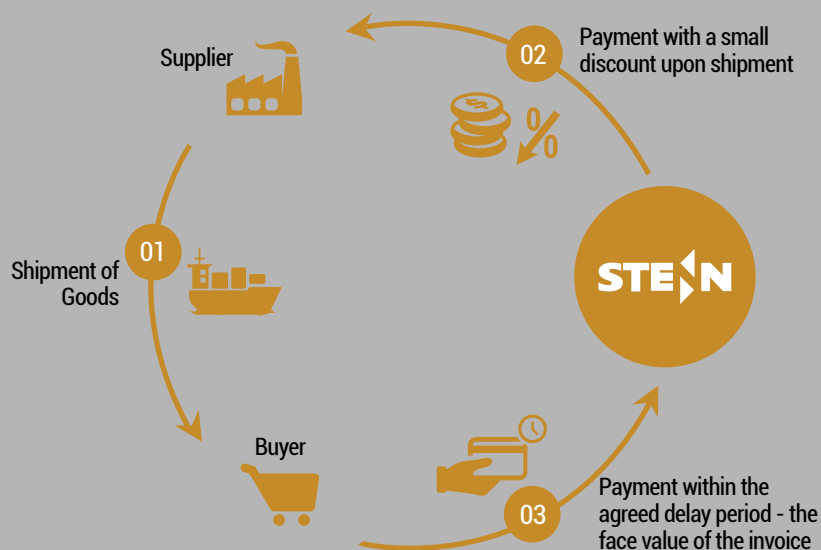 Supplier
02
Payment with a small
discount upon shipment
%
01
Shipment of
Goods
STENN
Buyer
03
Payment within the
agreed delay period - the
face value of the invoice